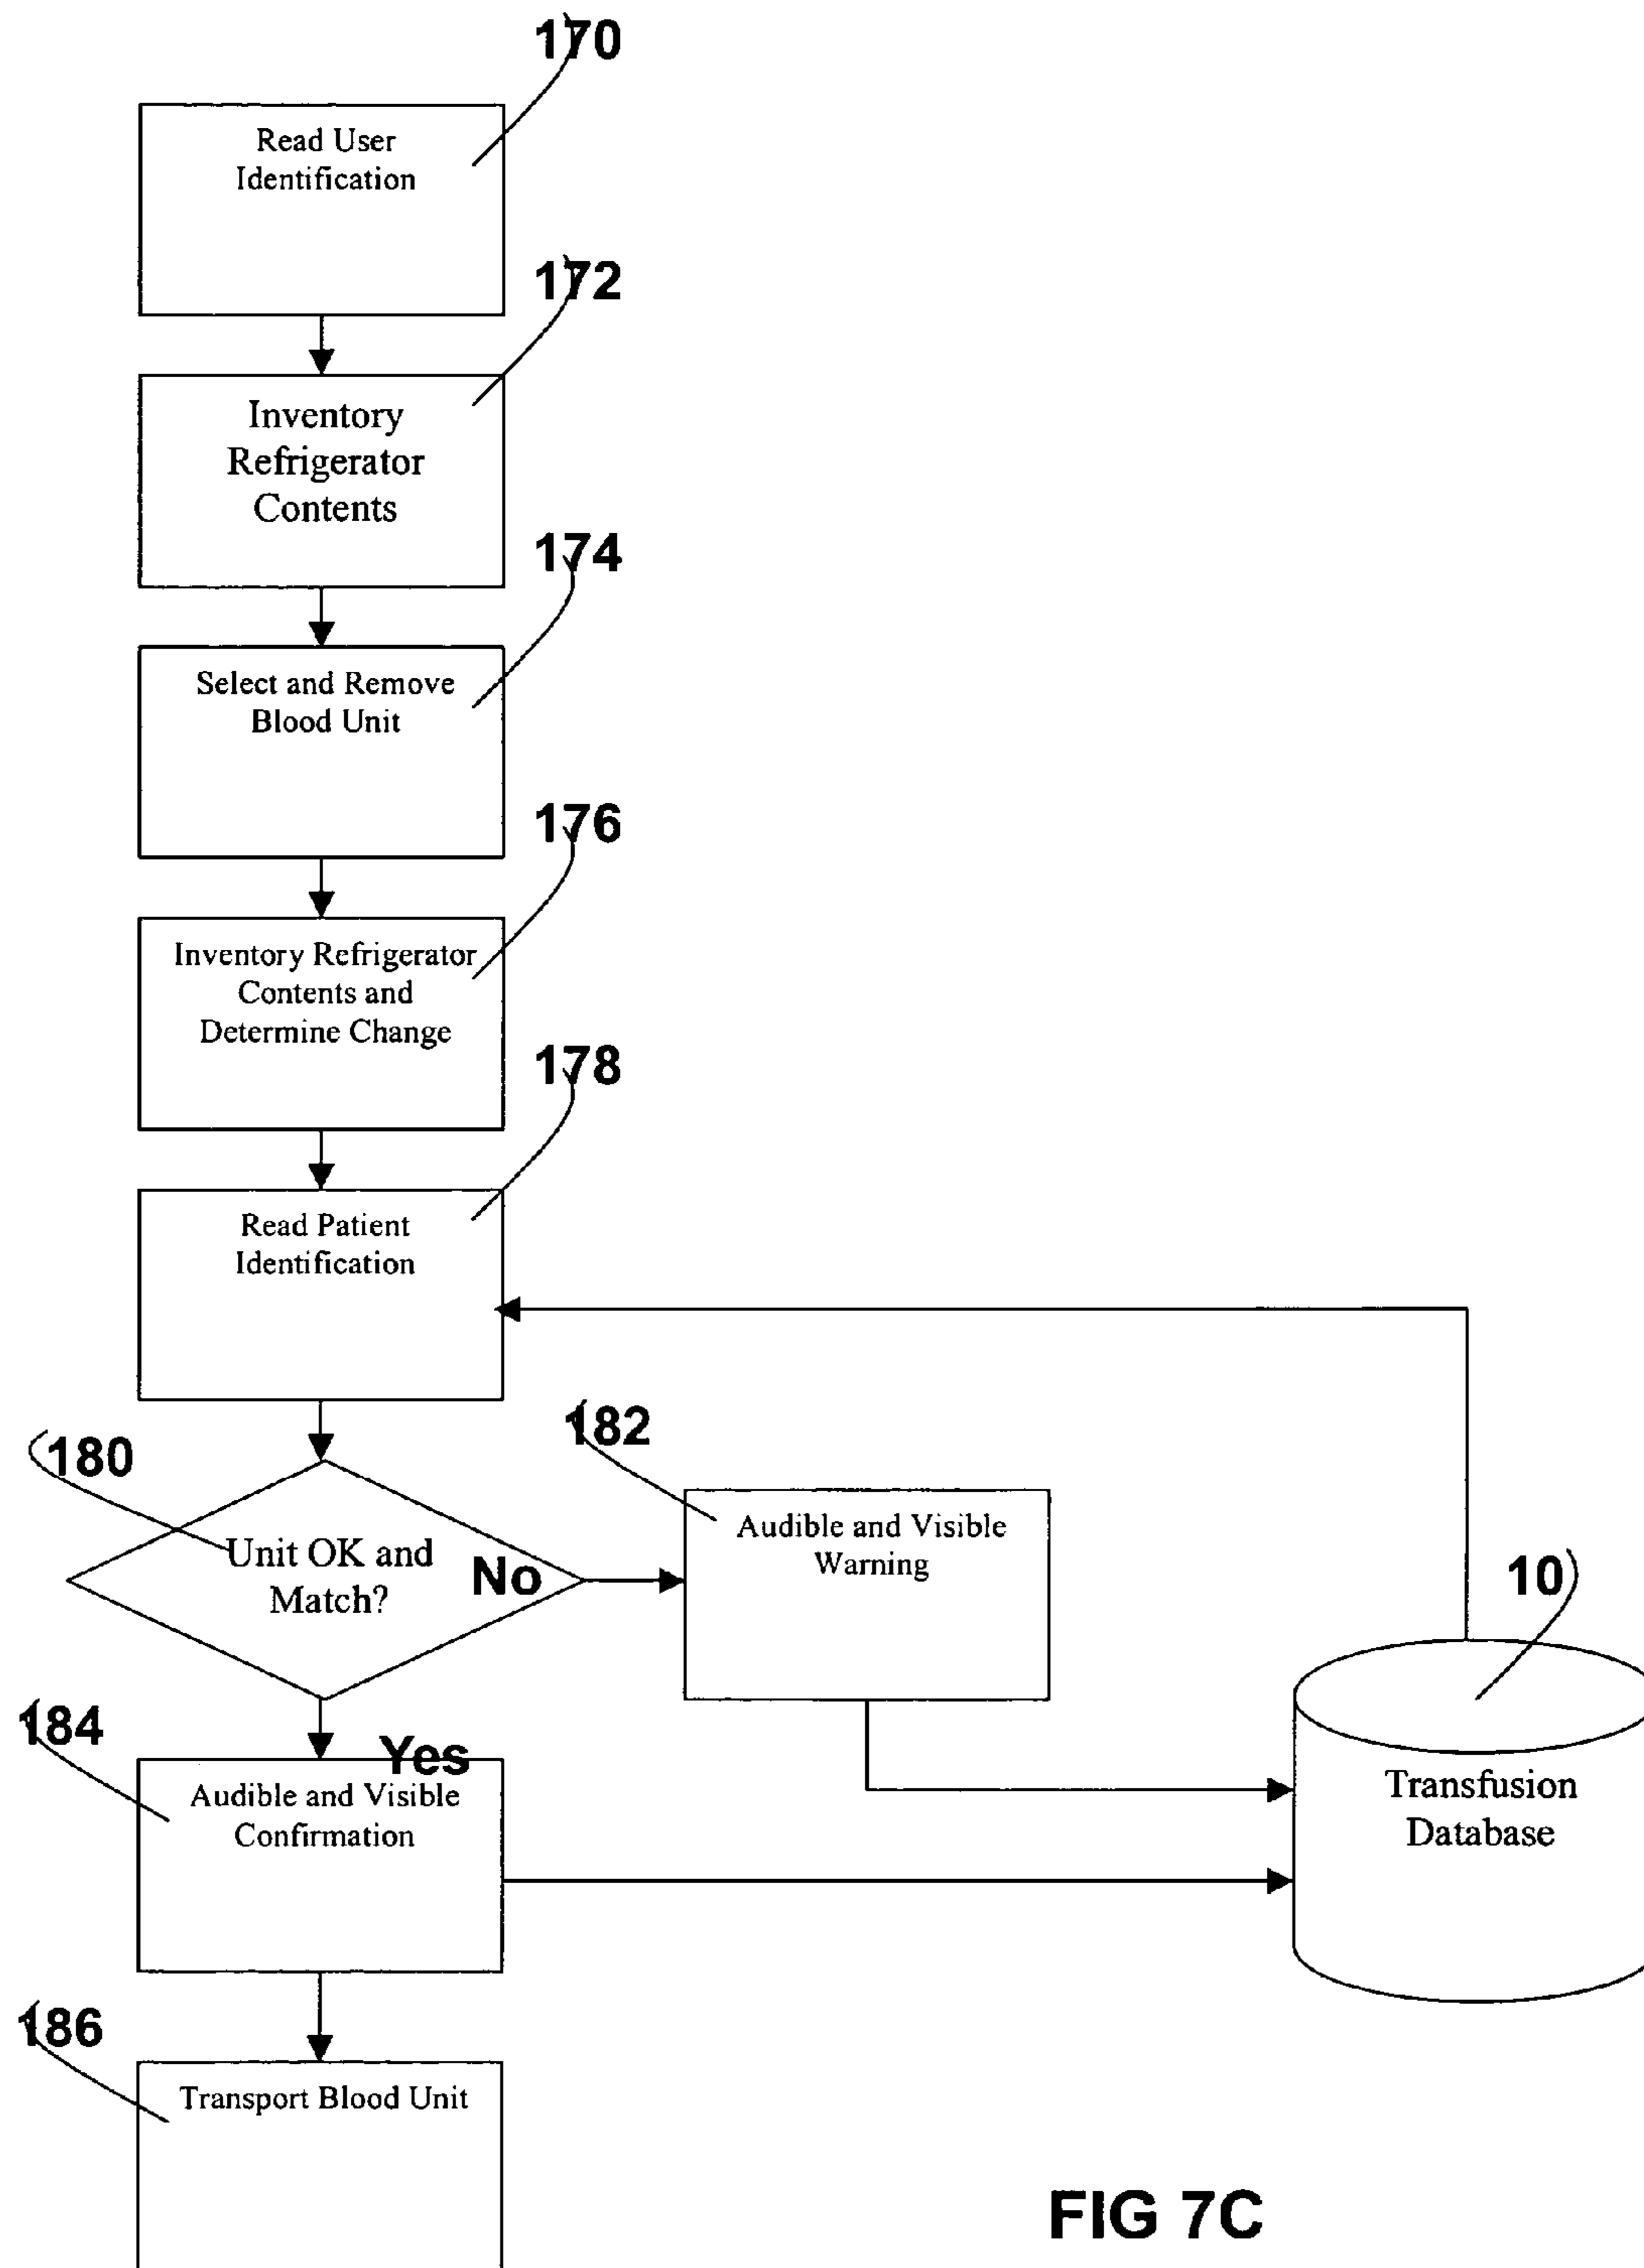 170
Read User
Identification
172
Inventory
Refrigerator
Contents
174
Select and Remove
Blood Unit
176
Inventory Refrigerator
Contents and
Determine Change
178
Read Patient
Identification
180
Unit OK and
Match?
No
182
Audible and Visible
Warning
10
Transfusion
Database
184
Yes
Audible and Visible
Confirmation
186
Transport Blood Unit
FIG 7C